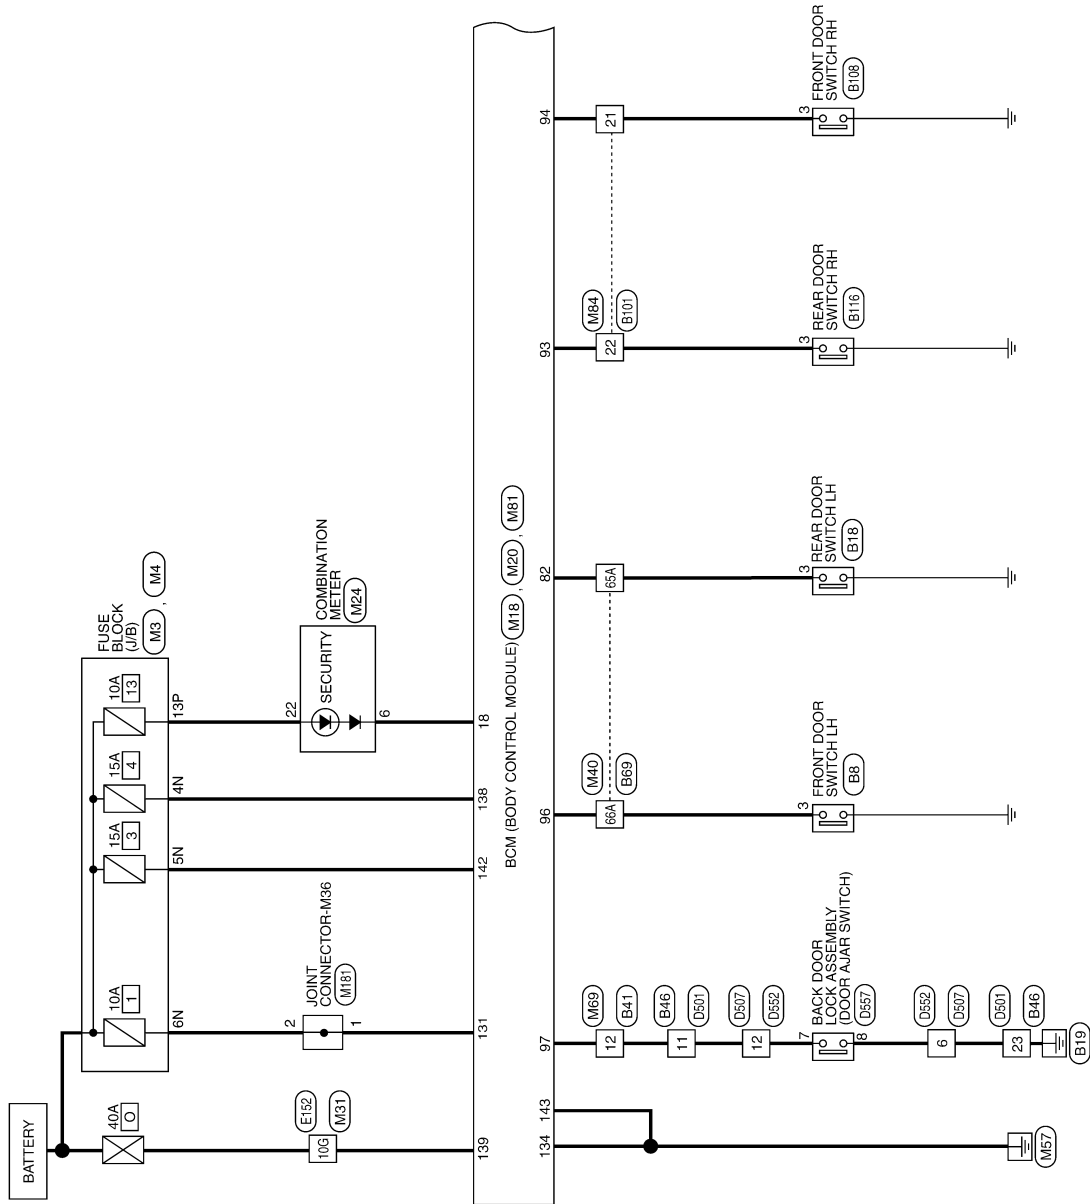 BATTERY
40A
O
10A
1
15A
3
15A
4
10A
13
FUSE
BLOCK
(J/B)
M3 , M4
6N
5N
4N
13P
E152
M31
10G
2
JOINT
CONNECTOR-M36
M181
1
22
SECURITY
COMBINATION
METER
M24
6
139
131
142
138
18
BCM (BODY CONTROL MODULE) M18 , M20 , M81
134
143
97
96
82
93
94
M69
12
B41
B46
11
D501
D507
12
D552
7
BACK DOOR
LOCK ASSEMBLY
(DOOR AJAR SWITCH)
D557
8
D552
6
D507
D501
23
B46
B19
M57
M40
66A
B69
3
FRONT DOOR
SWITCH LH
B8
65A
3
REAR DOOR
SWITCH LH
B18
M84
22
B101
3
REAR DOOR
SWITCH RH
B116
21
3
FRONT DOOR
SWITCH RH
B108